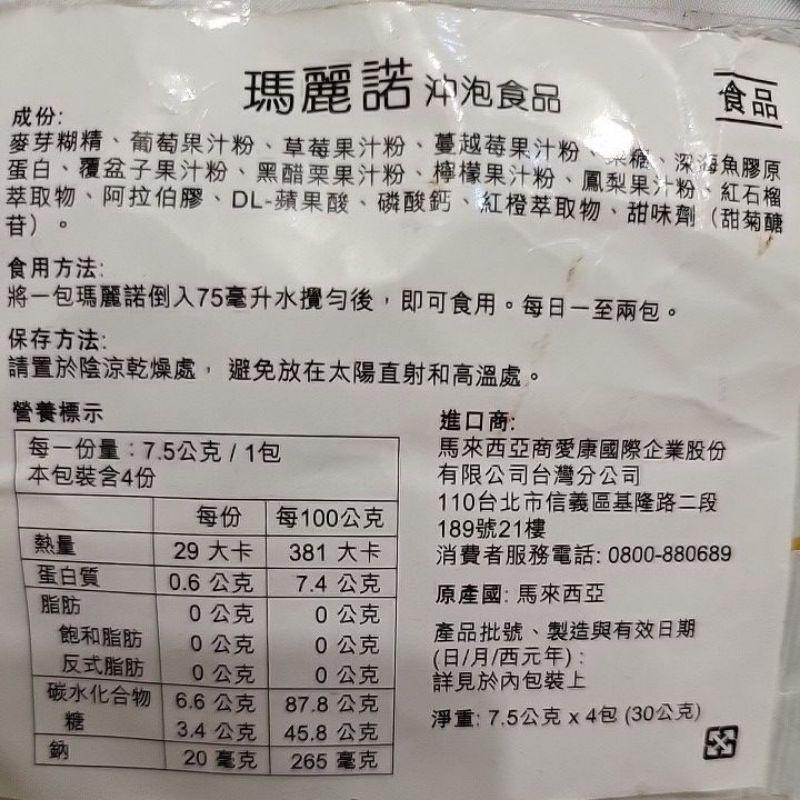 瑪麗諾 沖泡食品
食品
成份:
麥芽糊精、葡萄果汁粉、草莓果汁粉、蔓越莓果汁粉、果糖、深海魚膠原
蛋白、覆盆子果汁粉、黑醋栗果汁粉、檸檬果汁粉、鳳梨果汁粉、紅石榴
萃取物、阿拉伯膠、DL-蘋果酸、磷酸鈣、紅橙萃取物、甜味劑（甜菊醣
苷）。
食用方法:
將一包瑪麗諾倒入75毫升水攪勻後，即可食用。每日一至兩包。
保存方法:
請置於陰涼乾燥處， 避免放在太陽直射和高溫處。
營養標示
每一份量：7.5公克 / 1包
本包裝含4份
每份 每100公克
熱量 29 大卡 381 大卡
蛋白質 0.6 公克 7.4 公克
脂肪 0 公克 0 公克
飽和脂肪 0 公克 0 公克
反式脂肪 0 公克 0 公克
碳水化合物 6.6 公克 87.8 公克
糖 3.4 公克 45.8 公克
鈉 20 毫克 265 毫克
進口商:
馬來西亞商愛康國際企業股份
有限公司台灣分公司
110台北市信義區基隆路二段
189號21樓
消費者服務電話: 0800-880689
原產國: 馬來西亞
產品批號、製造與有效日期
(日/月/西元年) :
詳見於內包裝上
淨重: 7.5公克 x 4包 (30公克)